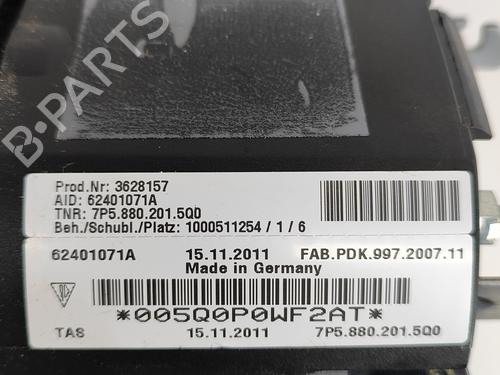 B-PARTS
Prod.Nr: 3628157
AID: 62401071A
TNR: 7P5.880.201.5Q0
Beh./Schubl./Platz: 1000511254 / 1 / 6
62401071A 15.11.2011 FAB.PDK.997.2007.11
Made in Germany
*005Q0P0WF2AT*
TAS 15.11.2011 7P5.880.201.5Q0